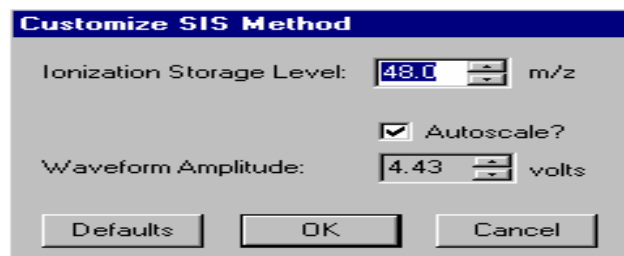 Customize SIS Method
Ionization Storage Level: 48.0 m/z
Autoscale?
Waveform Amplitude: 4.43 volts
Defaults OK Cancel